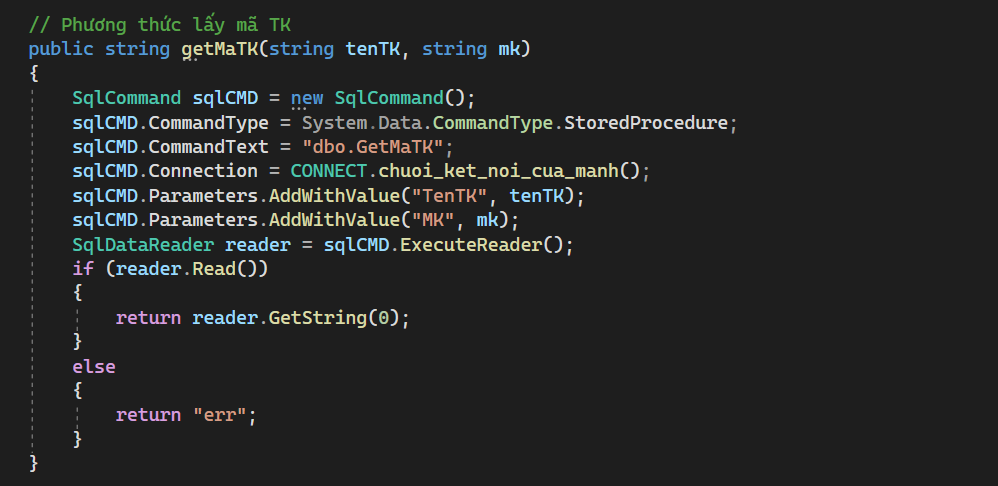 // Phương thức lấy mã TK
public string getMaTK(string tenTK, string mk)
{
SqlCommand sqlCMD = new SqlCommand();
sqlCMD.CommandType = System.Data.CommandType.StoredProcedure;
sqlCMD.CommandText = "dbo.GetMaTK";
sqlCMD.Connection = CONNECT.chuoi_ket_noi_cua_manh();
sqlCMD.Parameters.AddWithValue("TenTK", tenTK);
sqlCMD.Parameters.AddWithValue("MK", mk);
SqlDataReader reader = sqlCMD.ExecuteReader();
if (reader.Read())
{
return reader.GetString(0);
}
else
{
return "err";
}
}